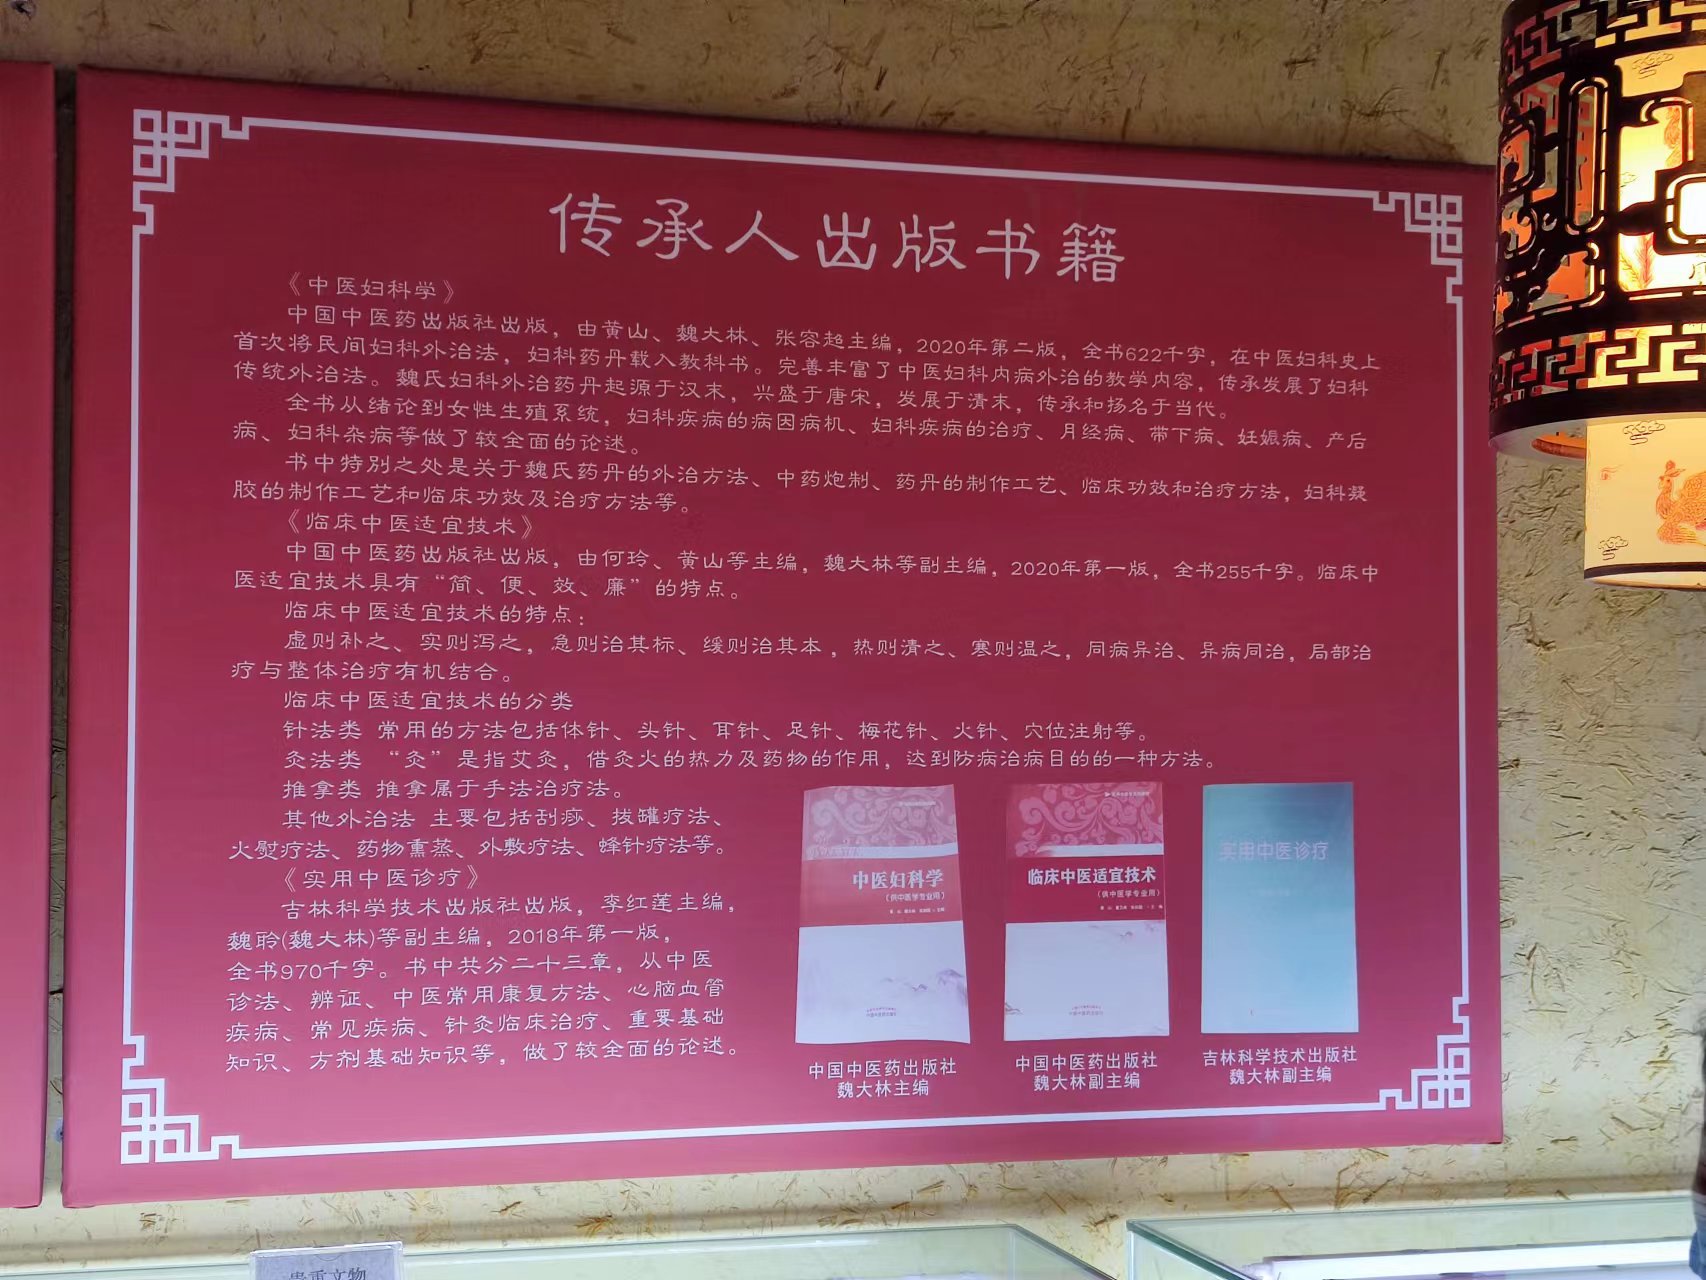 传承人出版书籍
《中医妇科学》
中国中医药出版社出版，由黄山、魏大林、张容超主编，2020年第二版，全书622千字，在中医妇科史上
首次将民间妇科外治法，妇科药丹载入教科书。完善丰富了中医妇科内病外治的教学内容，传承发展了妇科
传统外治法。魏氏妇科外治药丹起源于汉末，兴盛于唐宋，发展于清末，传承和扬名于当代。
全书从绪论到女性生殖系统，妇科疾病的病因病机、妇科疾病的治疗、月经病、带下病、妊娠病、产后
病、妇科杂病等做了较全面的论述。
书中特别之处是关于魏氏药丹的外治方法、中药炮制、药丹的制作工艺、临床功效和治疗方法，妇科凝
胶的制作工艺和临床功效及治疗方法等。
《临床中医适宜技术》
中国中医药出版社出版，由何玲、黄山等主编，魏大林等副主编，2020年第一版，全书255千字。临床中
医适宜技术具有“简、便、效、廉”的特点。
临床中医适宜技术的特点：
虚则补之、实则泻之，急则治其标、缓则治其本，热则清之、寒则温之，同病异治、异病同治，局部治
疗与整体治疗有机结合。
临床中医适宜技术的分类
针法类 常用的方法包括体针、头针、耳针、足针、梅花针、火针、穴位注射等。
灸法类 “灸”是指艾灸，借灸火的热力及药物的作用，达到防病治病目的的一种方法。
推拿类 推拿属于手法治疗法。
其他外治法 主要包括刮痧、拔罐疗法、
火熨疗法、药物熏蒸、外敷疗法、蜂针疗法等。
《实用中医诊疗》
吉林科学技术出版社出版，李红莲主编，
魏聆(魏大林)等副主编，2018年第一版，
全书970千字。书中共分二十三章，从中医
诊法、辨证、中医常用康复方法、心脑血管
疾病、常见疾病、针灸临床治疗、重要基础
知识、方剂基础知识等，做了较全面的论述。
中医妇科学
（供中医学专业用）
中国中医药出版社
魏大林主编
临床中医适宜技术
（供中医学专业用）
中国中医药出版社
魏大林副主编
实用中医诊疗
吉林科学技术出版社
魏大林副主编
贵重文物